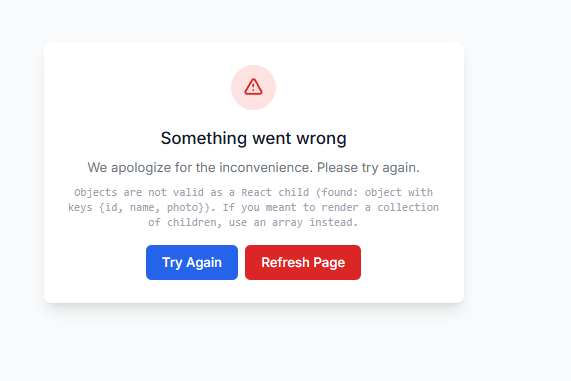 Something went wrong
We apologize for the inconvenience. Please try again.
Objects are not valid as a React child (found: object with
keys {id, name, photo}). If you meant to render a collection
of children, use an array instead.
Try Again
Refresh Page